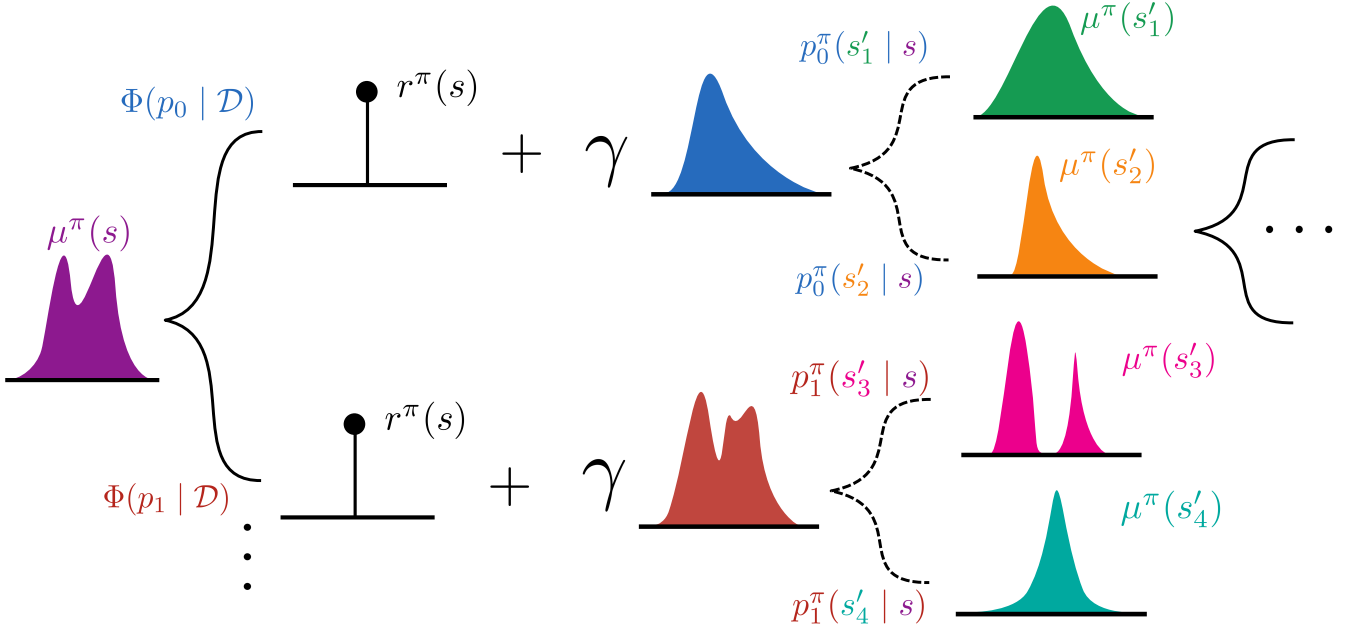 μ^π(s)
Φ(p₀ | 𝒟)
r^π(s)
+ γ
p₀^π(s′₁ | s)
μ^π(s′₁)
p₀^π(s′₂ | s)
μ^π(s′₂)
· · ·
Φ(p₁ | 𝒟)
⋮
r^π(s)
+ γ
p₁^π(s′₃ | s)
μ^π(s′₃)
p₁^π(s′₄ | s)
μ^π(s′₄)